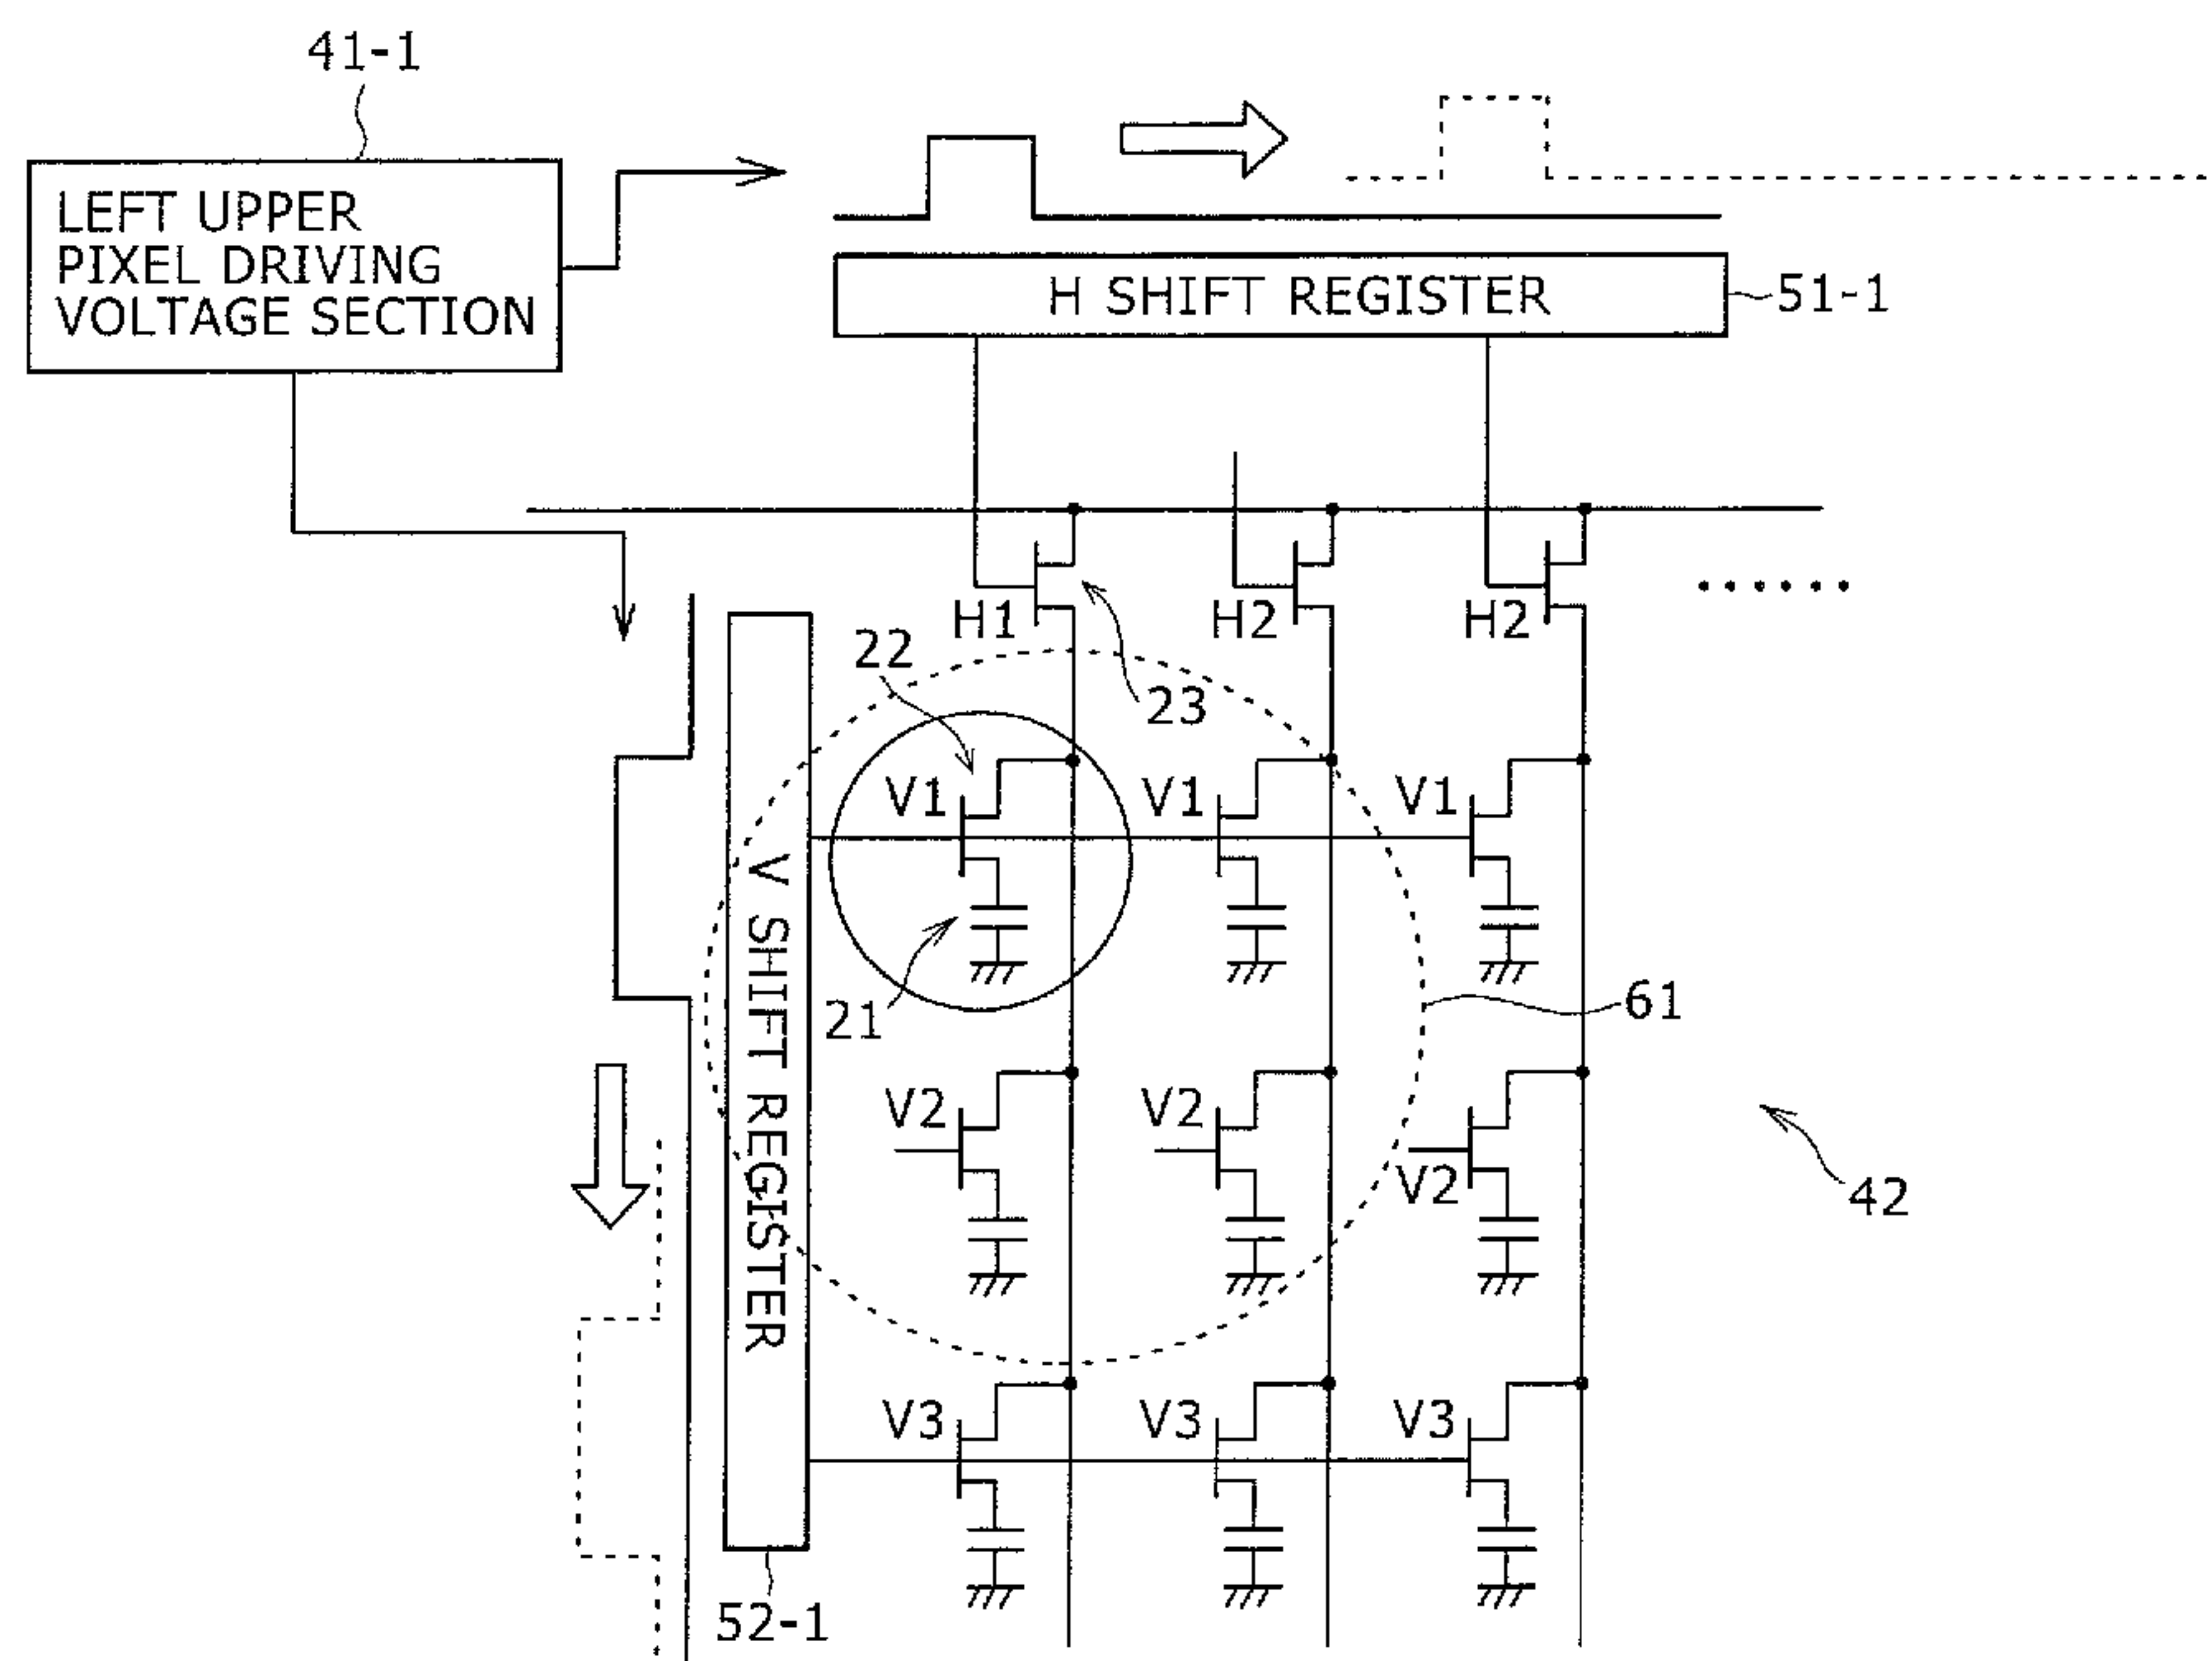 41-1
LEFT UPPER
PIXEL DRIVING
VOLTAGE SECTION
H SHIFT REGISTER
51-1
H1
H2
H2
......
22
23
V1
V1
V1
21
61
V SHIFT REGISTER
V2
V2
V2
42
V3
V3
V3
52-1